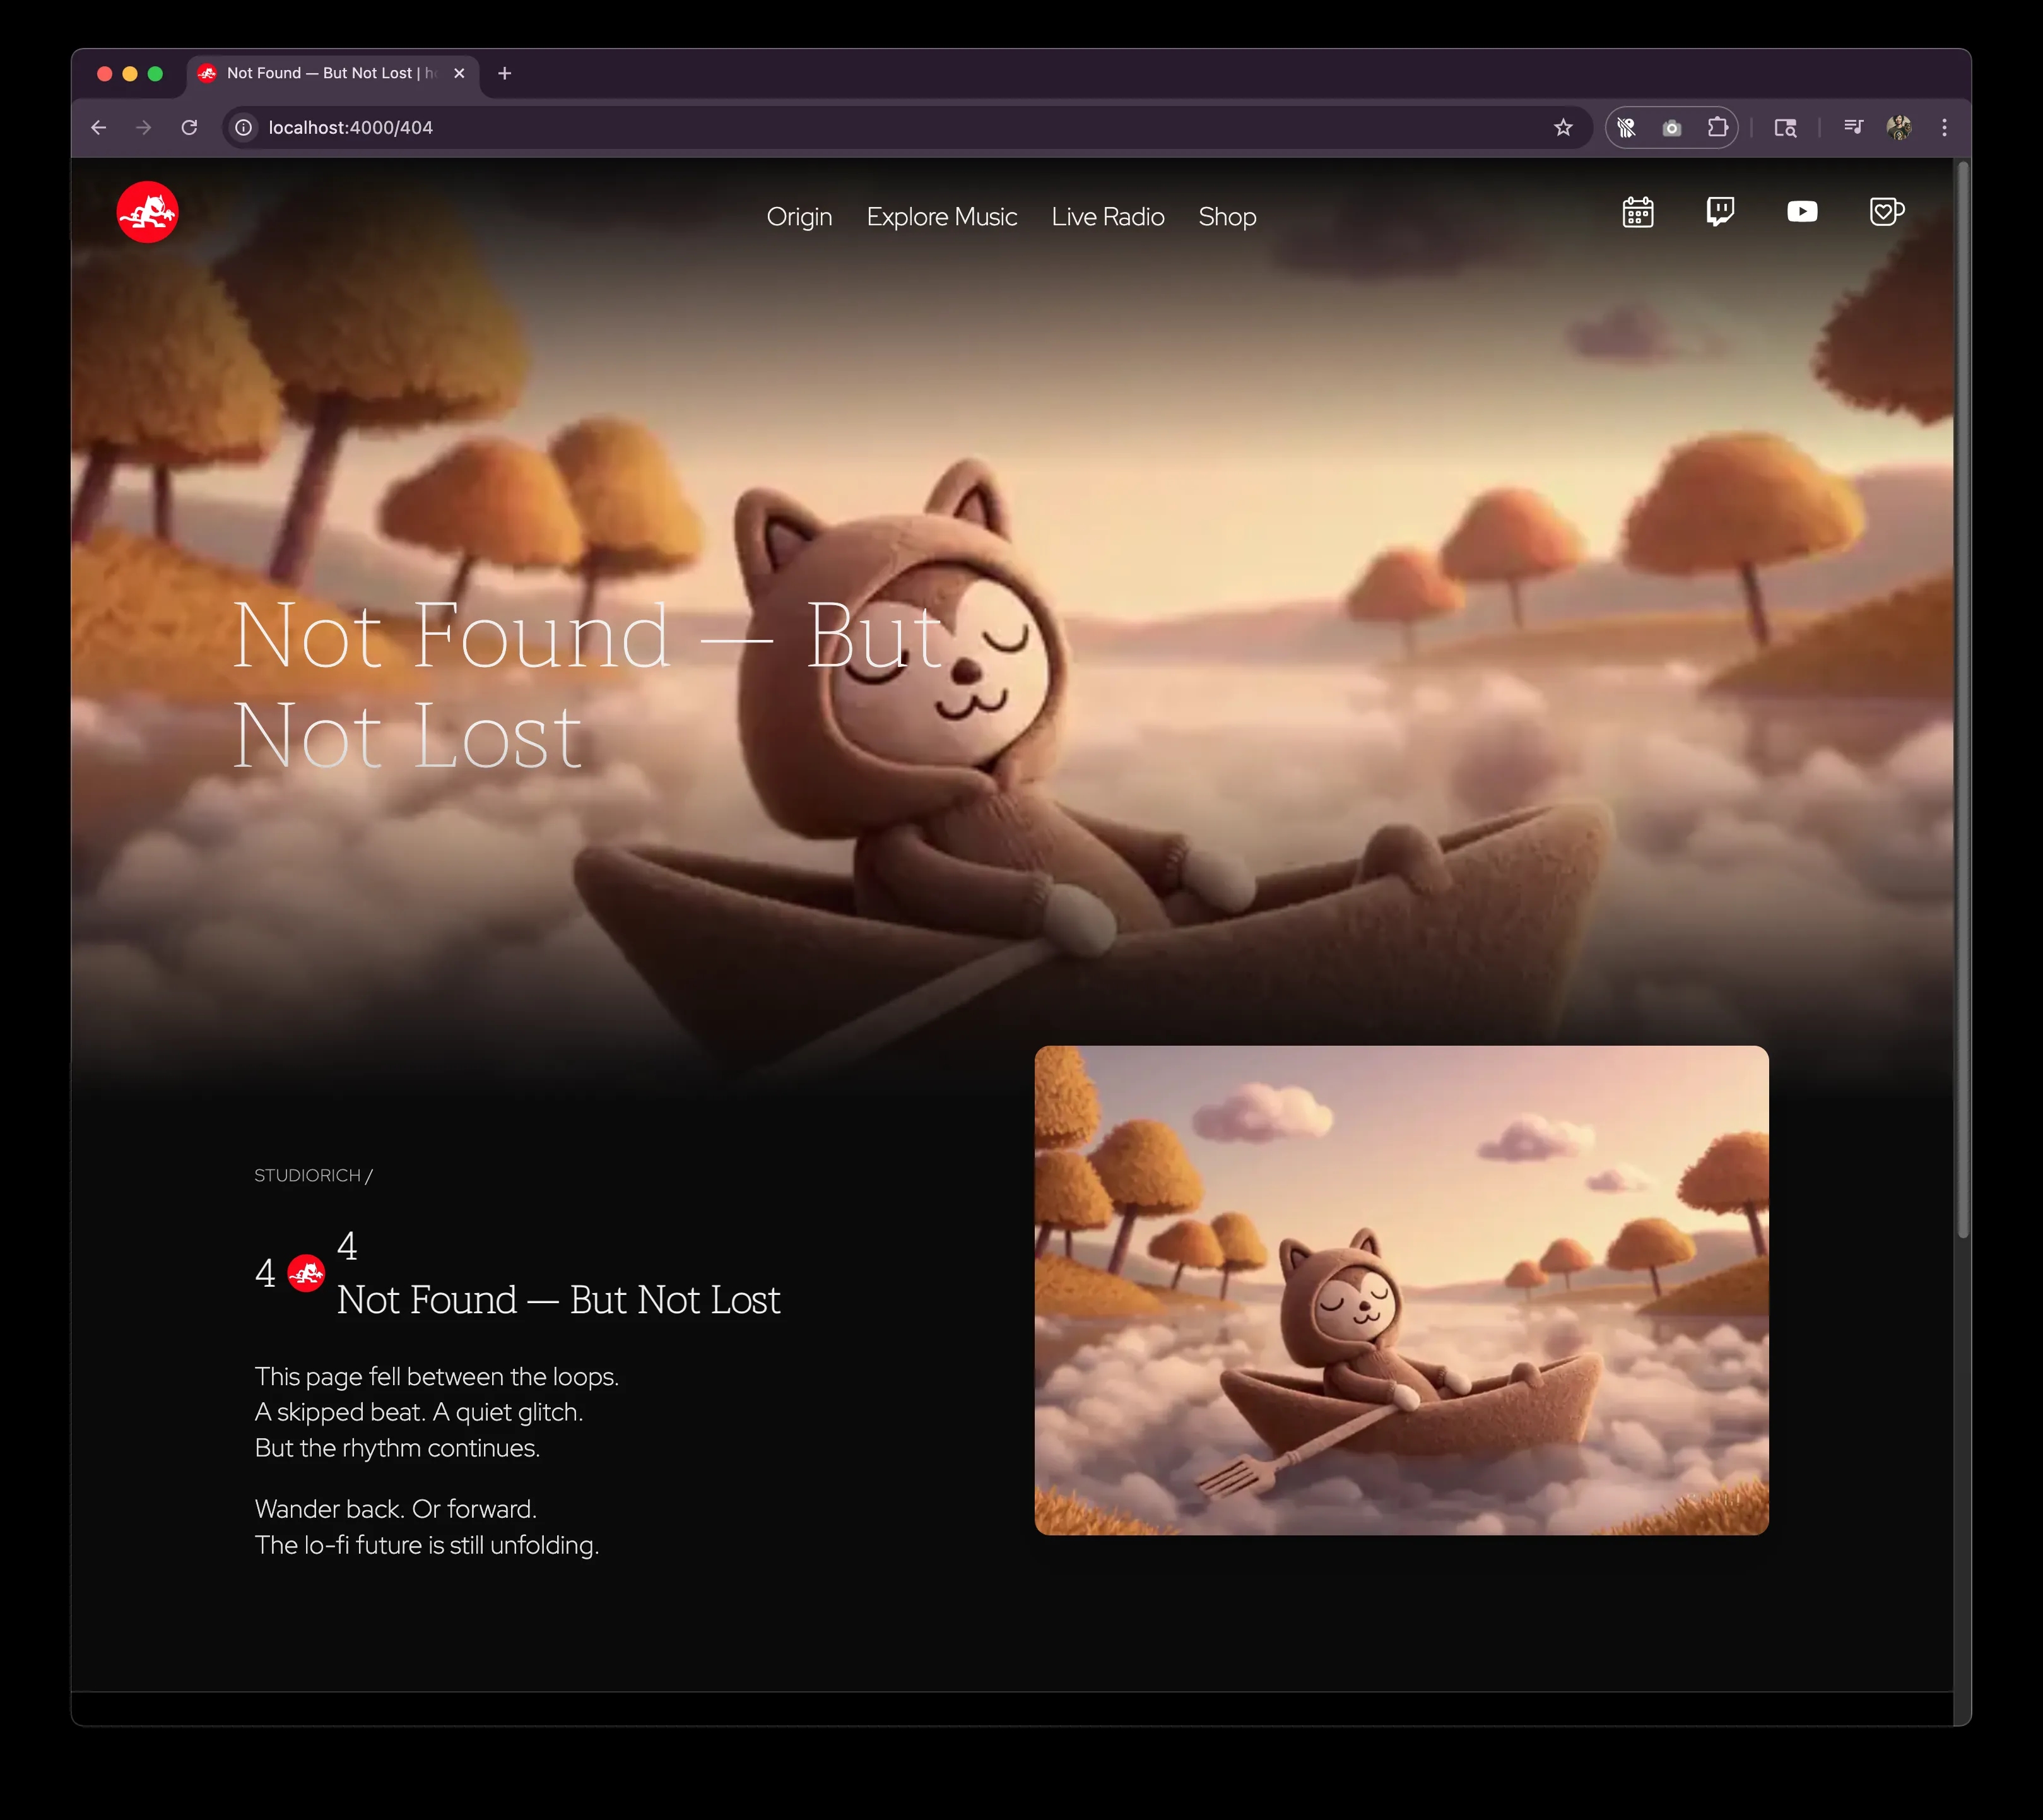 Not Found — But Not Lost
localhost:4000/404
Origin Explore Music Live Radio Shop
Not Found — But
Not Lost
STUDIORICH /
4 4
Not Found — But Not Lost
This page fell between the loops.
A skipped beat. A quiet glitch.
But the rhythm continues.
Wander back. Or forward.
The lo-fi future is still unfolding.